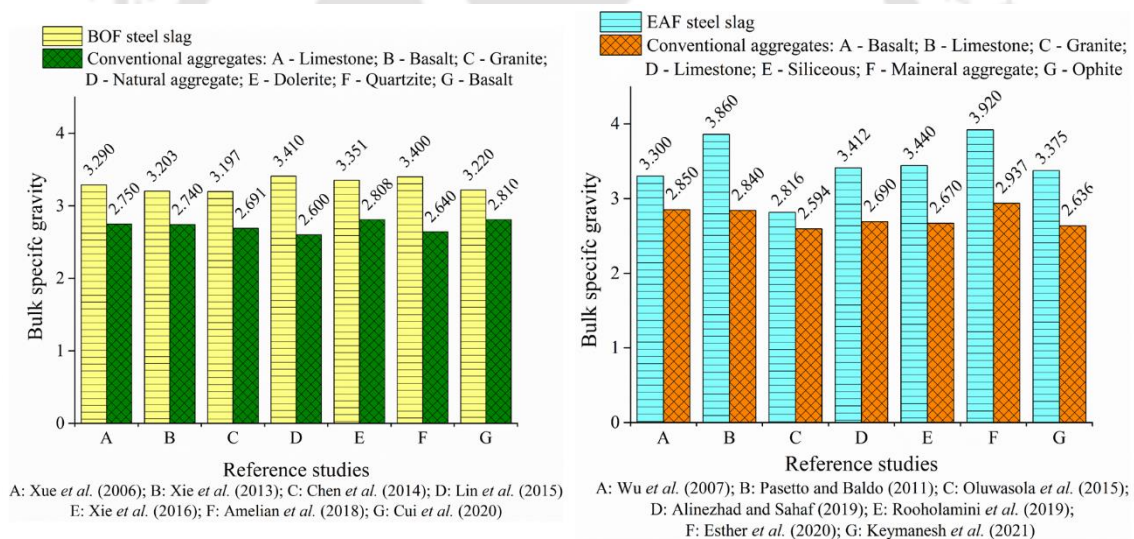 BOF steel slag
Conventional aggregates: A - Limestone; B - Basalt; C - Granite;
D - Natural aggregate; E - Dolerite; F - Quartzite; G - Basalt
Bulk specifc gravity
4
3
2
1
0
3.290
2.750
3.203
2.740
3.197
2.691
3.410
2.600
3.351
2.808
3.400
2.640
3.220
2.810
A B C D E F G
Reference studies
A: Xue et al. (2006); B: Xie et al. (2013); C: Chen et al. (2014); D: Lin et al. (2015)
E: Xie et al. (2016); F: Amelian et al. (2018); G: Cui et al. (2020)
EAF steel slag
Conventional aggregates: A - Basalt; B - Limestone; C - Granite;
D - Limestone; E - Siliceous; F - Maineral aggregate; G - Ophite
Bulk specific gravity
4
3
2
1
0
3.300
2.850
3.860
2.840
2.816
2.594
3.412
2.690
3.440
2.670
3.920
2.937
3.375
2.636
A B C D E F G
Reference studies
A: Wu et al. (2007); B: Pasetto and Baldo (2011); C: Oluwasola et al. (2015);
D: Alinezhad and Sahaf (2019); E: Rooholamini et al. (2019);
F: Esther et al. (2020); G: Keymanesh et al. (2021)